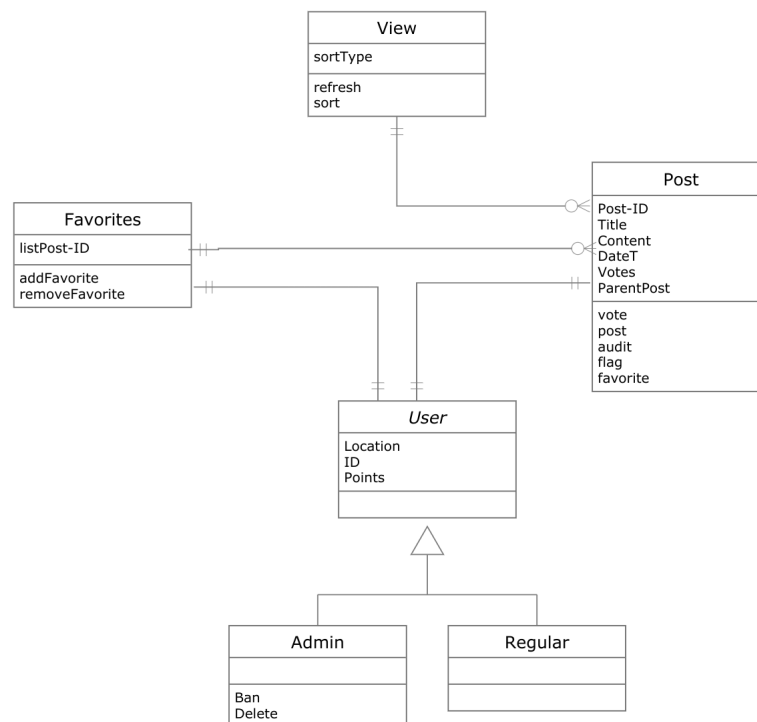 View
sortType
refresh
sort
Post
Post-ID
Title
Content
DateT
Votes
ParentPost
vote
post
audit
flag
favorite
Favorites
listPost-ID
addFavorite
removeFavorite
User
Location
ID
Points
Admin
Ban
Delete
Regular